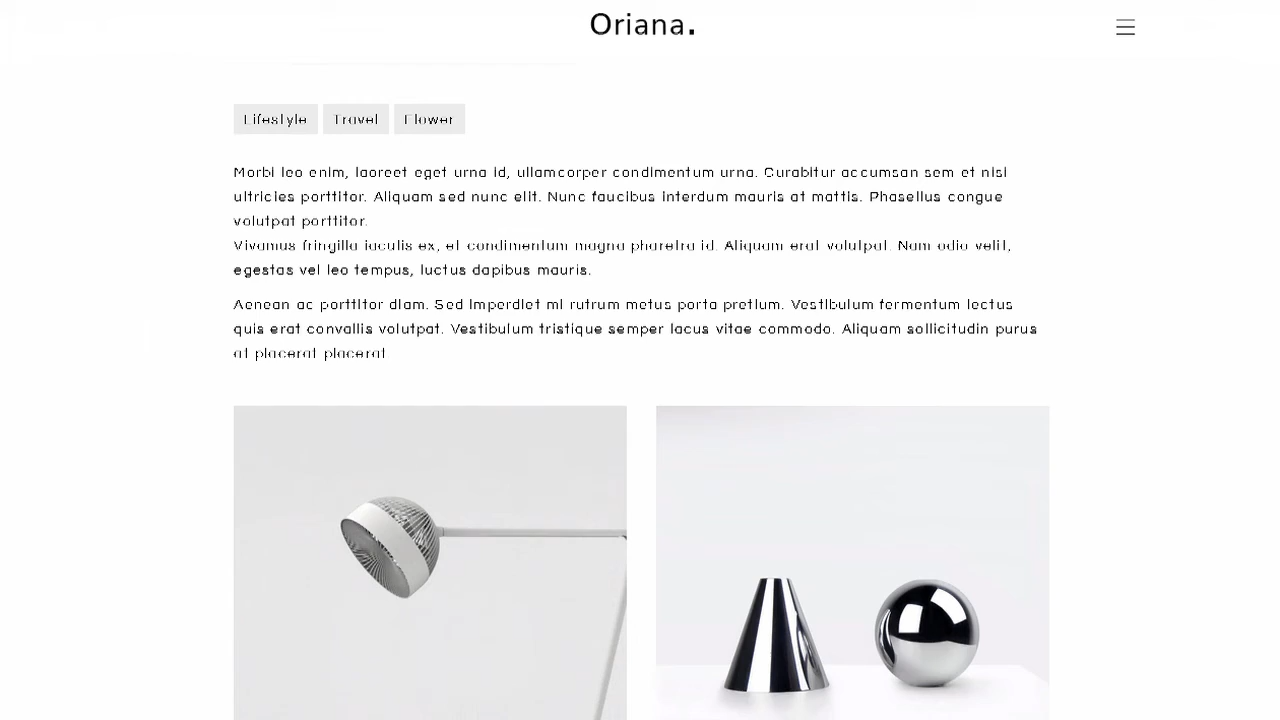 Oriana.
Lifestyle Travel Flower
Morbi leo enim, laoreet eget urna id, ullamcorper condimentum urna. Curabitur accumsan sem et nisi
ultricies porttitor. Aliquam sed nunc elit. Nunc faucibus interdum mauris at mattis. Phasellus congue
volutpat porttitor.
Vivamus fringilla iaculis ex, et condimentum magna pharetra id. Aliquam erat volutpat. Nam odio velit,
egestas vel leo tempus, luctus dapibus mauris.
Aenean ac porttitor diam. Sed imperdiet mi rutrum metus porta pretium. Vestibulum fermentum lectus
quis erat convallis volutpat. Vestibulum tristique semper lacus vitae commodo. Aliquam sollicitudin purus
at placerat placerat.